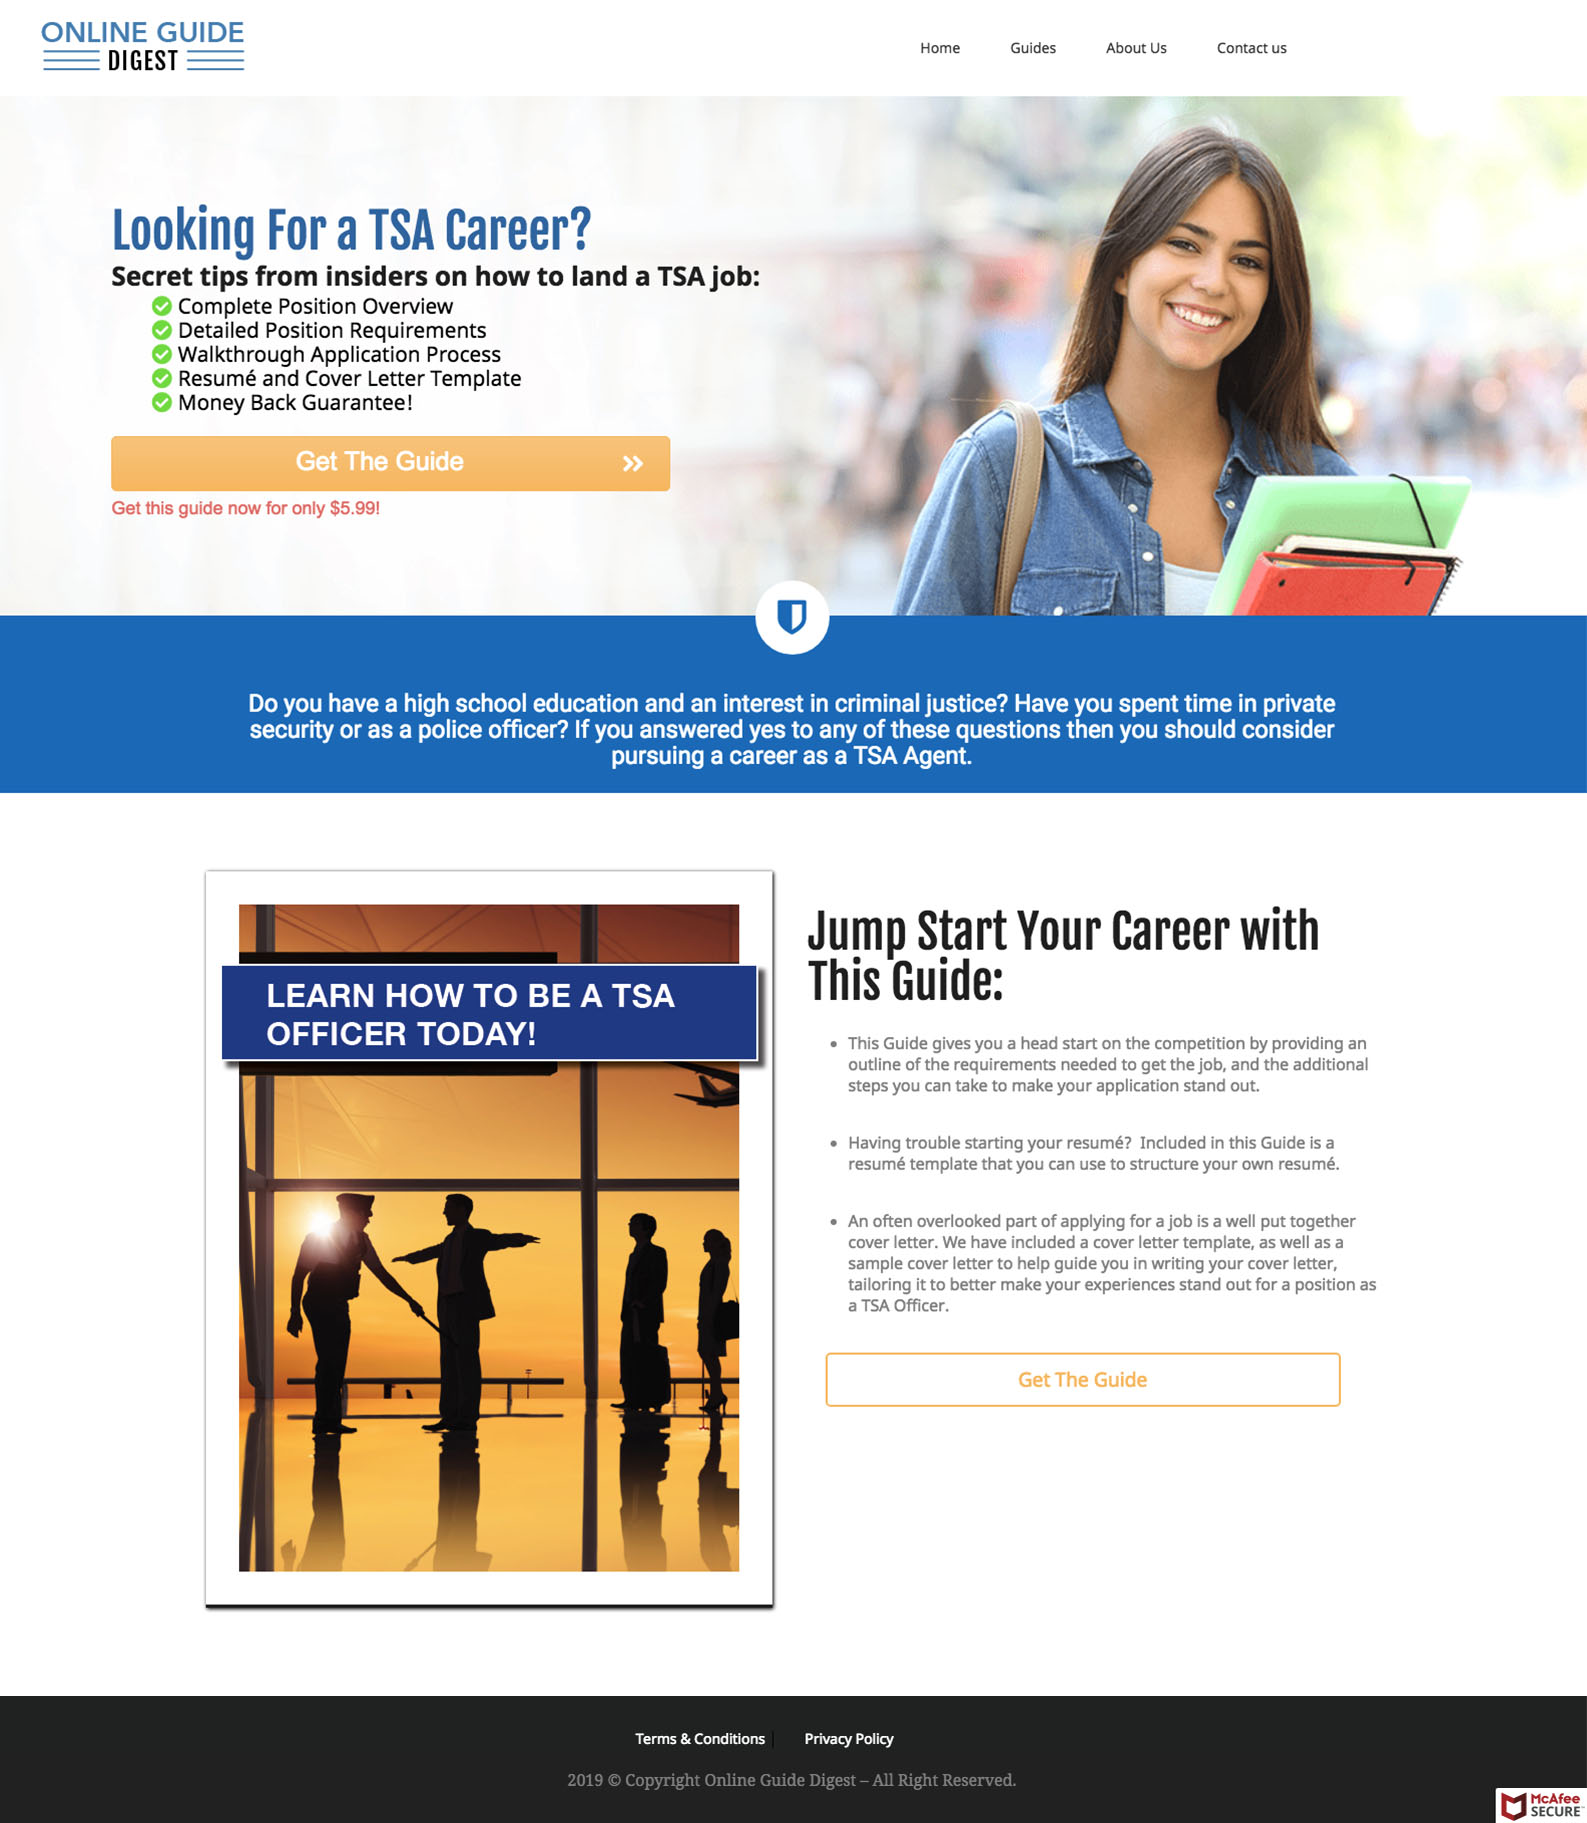 ONLINE GUIDE
DIGEST
Home
Guides
About Us
Contact us
Looking For a TSA Career?
Secret tips from insiders on how to land a TSA job:
Complete Position Overview
Detailed Position Requirements
Walkthrough Application Process
Resumé and Cover Letter Template
Money Back Guarantee!
Get The Guide
Get this guide now for only $5.99!
Do you have a high school education and an interest in criminal justice? Have you spent time in private
security or as a police officer? If you answered yes to any of these questions then you should consider
pursuing a career as a TSA Agent.
LEARN HOW TO BE A TSA
OFFICER TODAY!
Jump Start Your Career with
This Guide:
This Guide gives you a head start on the competition by providing an
outline of the requirements needed to get the job, and the additional
steps you can take to make your application stand out.
Having trouble starting your resumé?  Included in this Guide is a
resumé template that you can use to structure your own resumé.
An often overlooked part of applying for a job is a well put together
cover letter. We have included a cover letter template, as well as a
sample cover letter to help guide you in writing your cover letter,
tailoring it to better make your experiences stand out for a position as
a TSA Officer.
Get The Guide
Terms & Conditions
Privacy Policy
2019 © Copyright Online Guide Digest – All Right Reserved.
McAfee
SECURE